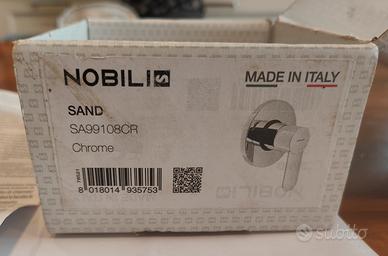 NOBILI S
MADE IN ITALY
SAND
SA99108CR
Chrome
8 018014 935753
subito